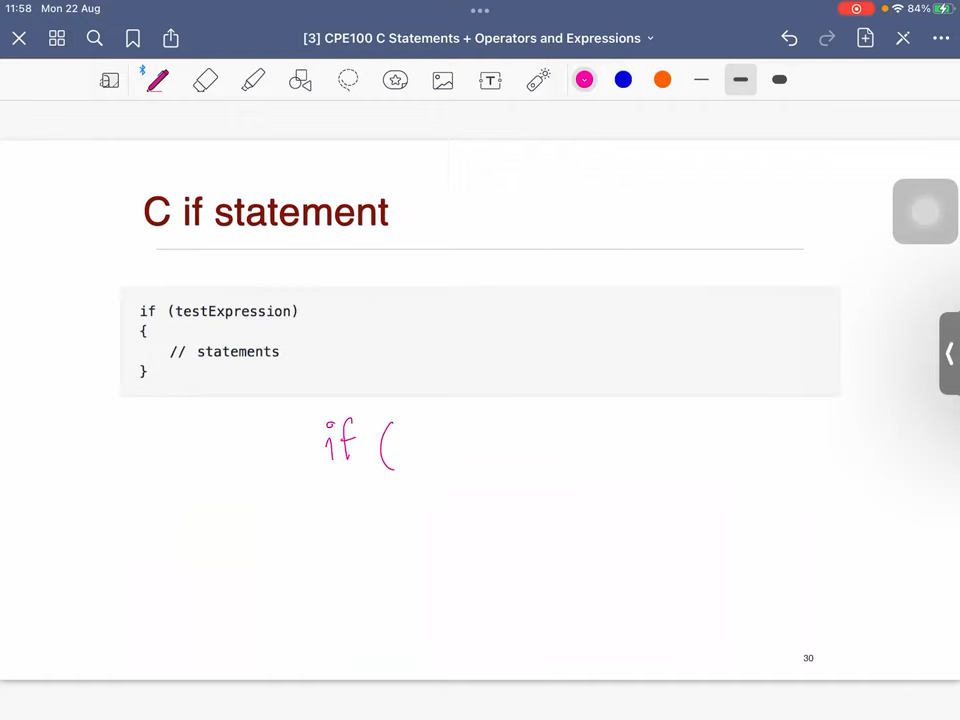 11:58 Mon 22 Aug 84%
[3] CPE100 C Statements + Operators and Expressions
T
C if statement
if (testExpression)
{
// statements
}
if (
30